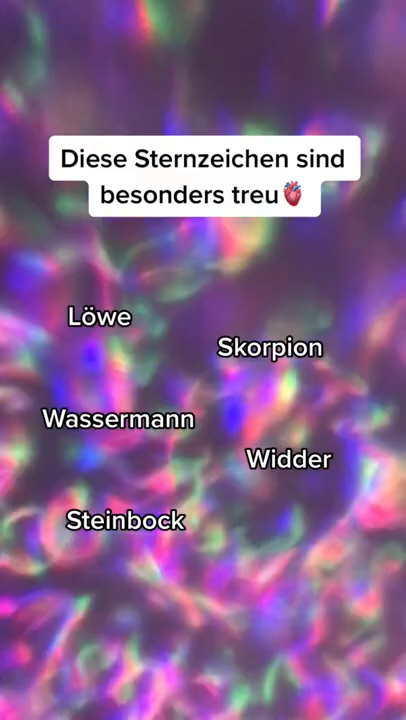 Diese Sternzeichen sind
besonders treu🫀
Löwe
Skorpion
Wassermann
Widder
Steinbock